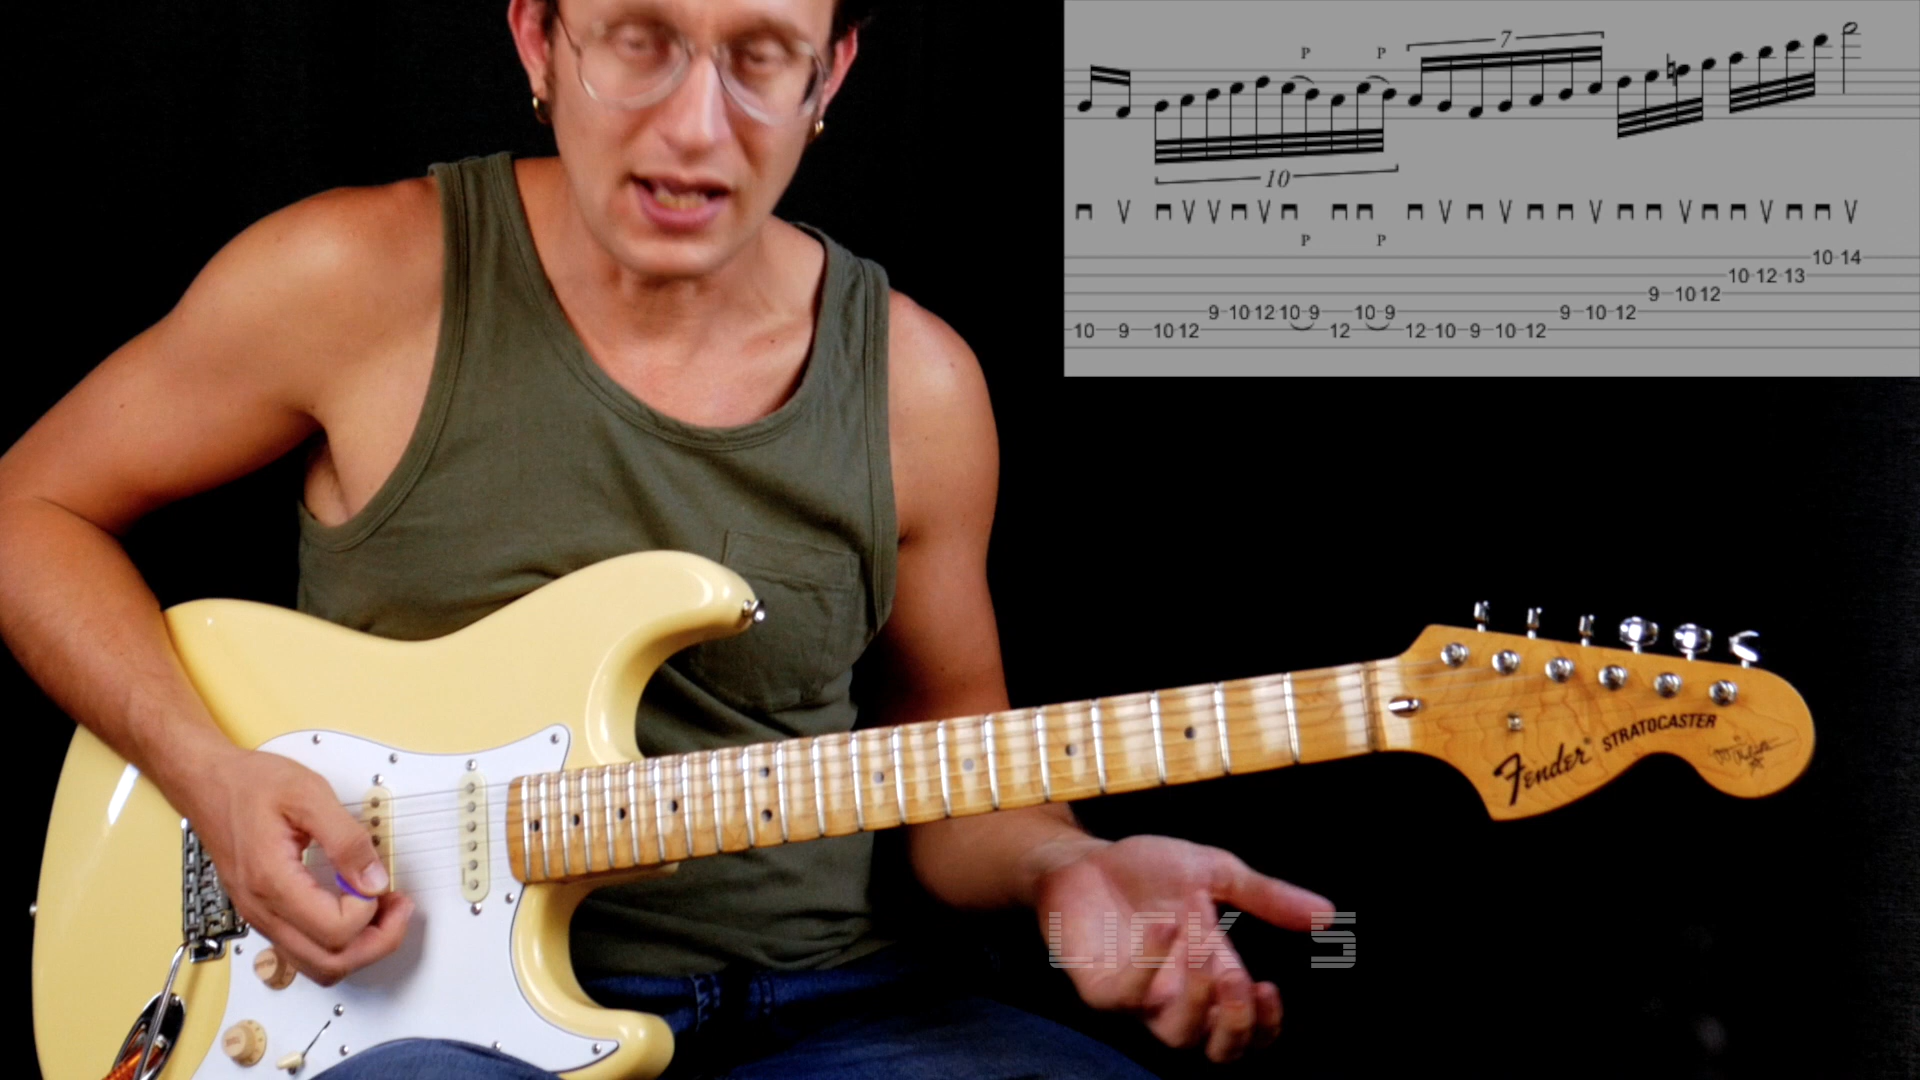 P P 7
10
P P
10 14
10 12 13
9 10 12
9 10 12 10 9 10 9 9 10 12
10 9 10 12 12 12 10 9 10 12
Fender STRATOCASTER
LICK 5